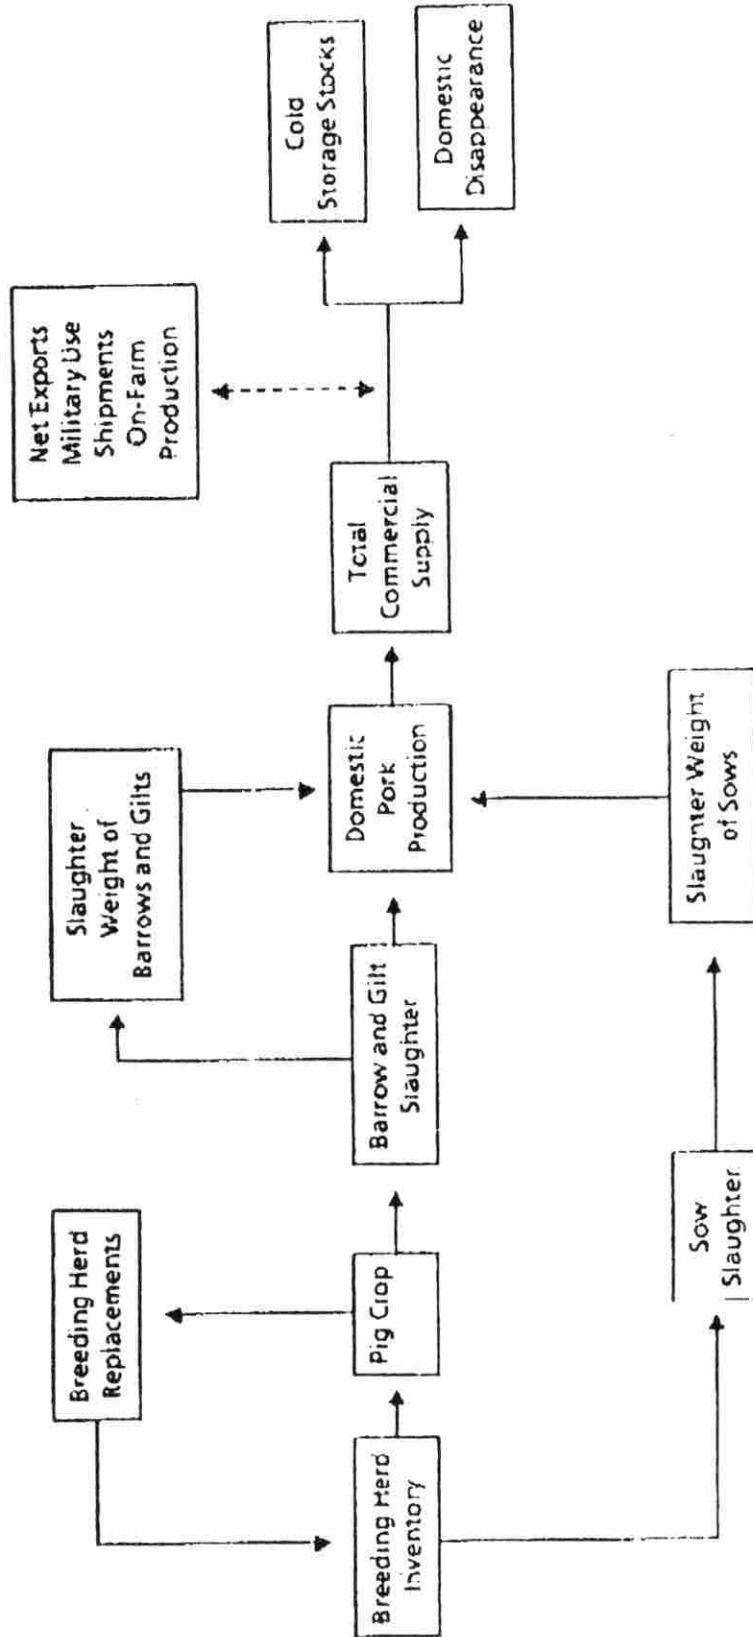 Breeding Herd
Replacements
Slaughter
Weight of
Barrows and Gilts
Net Exports
Military Use
Shipments
On-Farm
Production
Breeding Herd
Inventory
Pig Crop
Barrow and Gilt
Slaughter
Domestic
Pork
Production
Total
Commercial
Supply
Cold
Storage Stocks
Domestic
Disappearance
Sow
Slaughter
Slaughter Weight
of Sows